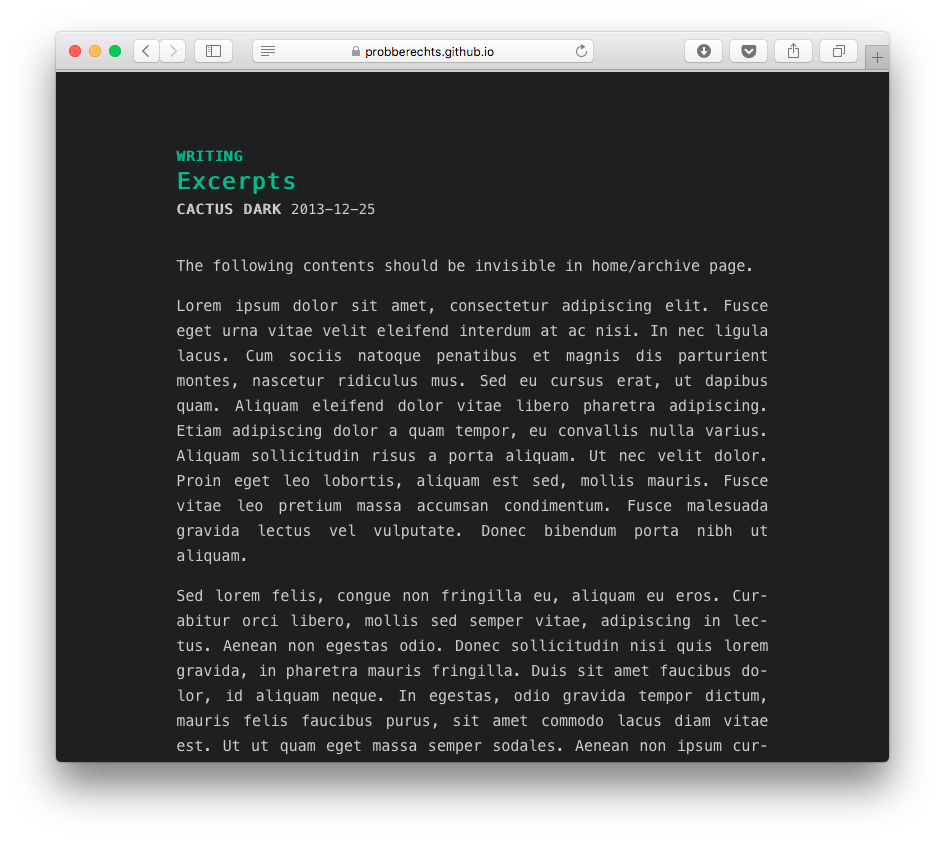 probberechts.github.io
WRITING
Excerpts
CACTUS DARK 2013-12-25
The following contents should be invisible in home/archive page.
Lorem ipsum dolor sit amet, consectetur adipiscing elit. Fusce
eget urna vitae velit eleifend interdum at ac nisi. In nec ligula
lacus. Cum sociis natoque penatibus et magnis dis parturient
montes, nascetur ridiculus mus. Sed eu cursus erat, ut dapibus
quam. Aliquam eleifend dolor vitae libero pharetra adipiscing.
Etiam adipiscing dolor a quam tempor, eu convallis nulla varius.
Aliquam sollicitudin risus a porta aliquam. Ut nec velit dolor.
Proin eget leo lobortis, aliquam est sed, mollis mauris. Fusce
vitae leo pretium massa accumsan condimentum. Fusce malesuada
gravida lectus vel vulputate. Donec bibendum porta nibh ut
aliquam.
Sed lorem felis, congue non fringilla eu, aliquam eu eros. Cur-
abitur orci libero, mollis sed semper vitae, adipiscing in lec-
tus. Aenean non egestas odio. Donec sollicitudin nisi quis lorem
gravida, in pharetra mauris fringilla. Duis sit amet faucibus do-
lor, id aliquam neque. In egestas, odio gravida tempor dictum,
mauris felis faucibus purus, sit amet commodo lacus diam vitae
est. Ut ut quam eget massa semper sodales. Aenean non ipsum cur-